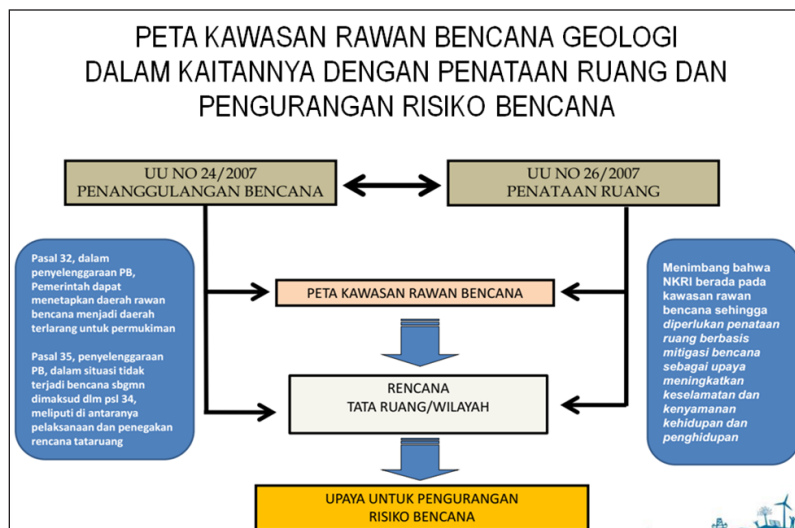 PETA KAWASAN RAWAN BENCANA GEOLOGI
DALAM KAITANNYA DENGAN PENATAAN RUANG DAN
PENGURANGAN RISIKO BENCANA
UU NO 24/2007
PENANGGULANGAN BENCANA
UU NO 26/2007
PENATAAN RUANG
Pasal 32, dalam
penyelenggaraan PB,
Pemerintah dapat
menetapkan daerah rawan
bencana menjadi daerah
terlarang untuk permukiman
Pasal 35, penyelenggaraan
PB, dalam situasi tidak
terjadi bencana sbgmn
dimaksud dlm psl 34,
meliputi di antaranya
pelaksanaan dan penegakan
rencana tataruang
PETA KAWASAN RAWAN BENCANA
Menimbang bahwa
NKRI berada pada
kawasan rawan
bencana sehingga
diperlukan penataan
ruang berbasis
mitigasi bencana
sebagai upaya
meningkatkan
keselamatan dan
kenyamanan
kehidupan dan
penghidupan
RENCANA
TATA RUANG/WILAYAH
UPAYA UNTUK PENGURANGAN
RISIKO BENCANA